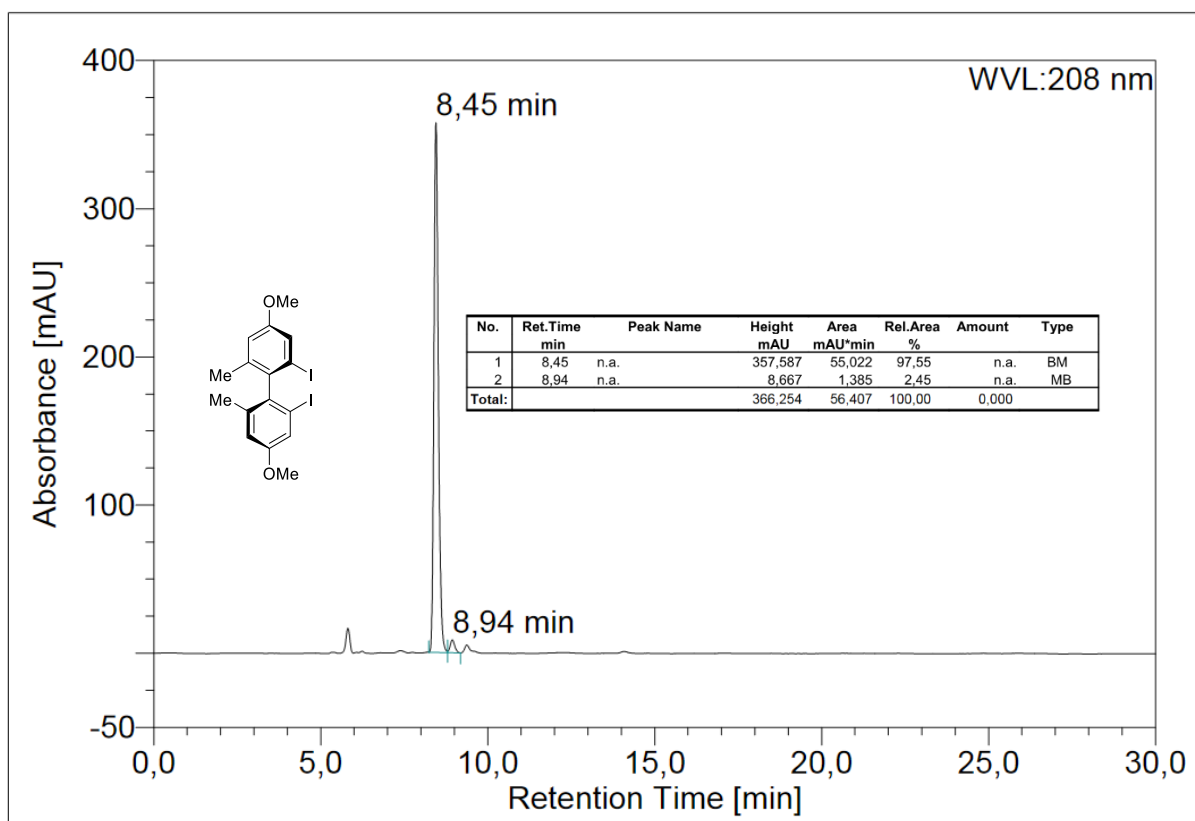 400
WVL:208 nm
8,45 min
300
OMe
No. Ret.Time Peak Name Height Area Rel.Area Amount Type
min mAU mAU*min %
1 8,45 n.a. 357,587 55,022 97,55 n.a. BM
2 8,94 n.a. 8,667 1,385 2,45 n.a. MB
Total: 366,254 56,407 100,00 0,000
200
Me I
Me I
OMe
100
8,94 min
-50
0,0 5,0 10,0 15,0 20,0 25,0 30,0
Retention Time [min]
Absorbance [mAU]